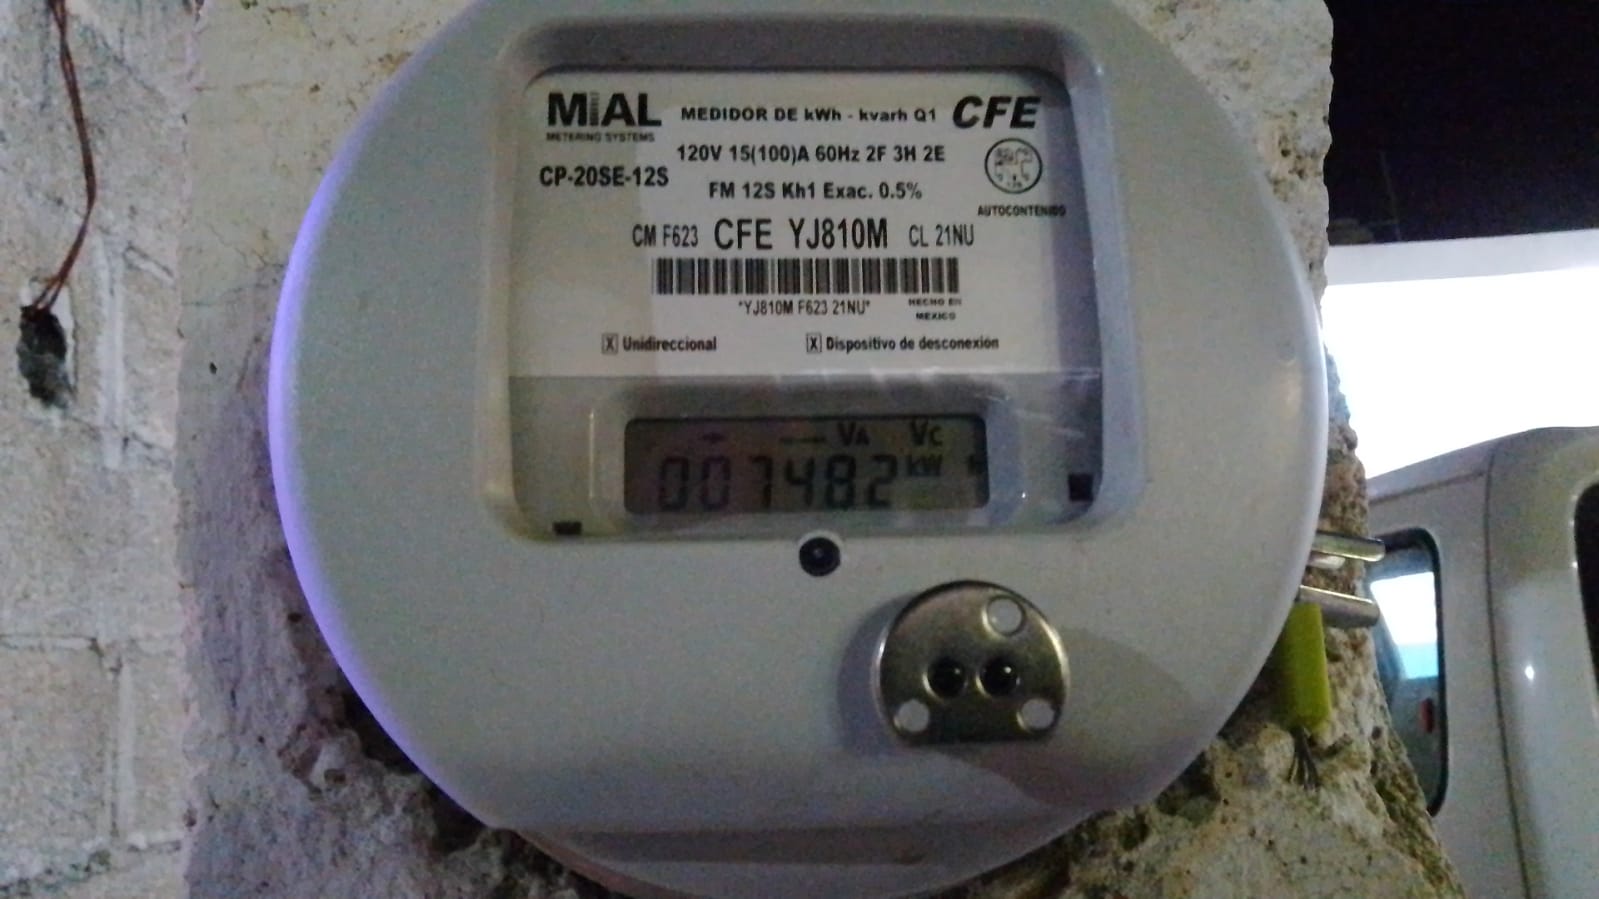 MIAL
METERING SYSTEMS
MEDIDOR DE kWh - kvarh Q1
CFE
120V 15(100)A 60Hz 2F 3H 2E
CP-20SE-12S
FM 12S Kh1 Exac. 0.5%
AUTOCONTENIDO
CM F623 CFE YJ810M CL 21NU
*YJ810M F623 21NU*
HECHO EN
MEXICO
X Unidireccional
X Dispositivo de desconexión
VA VC
007482 kW